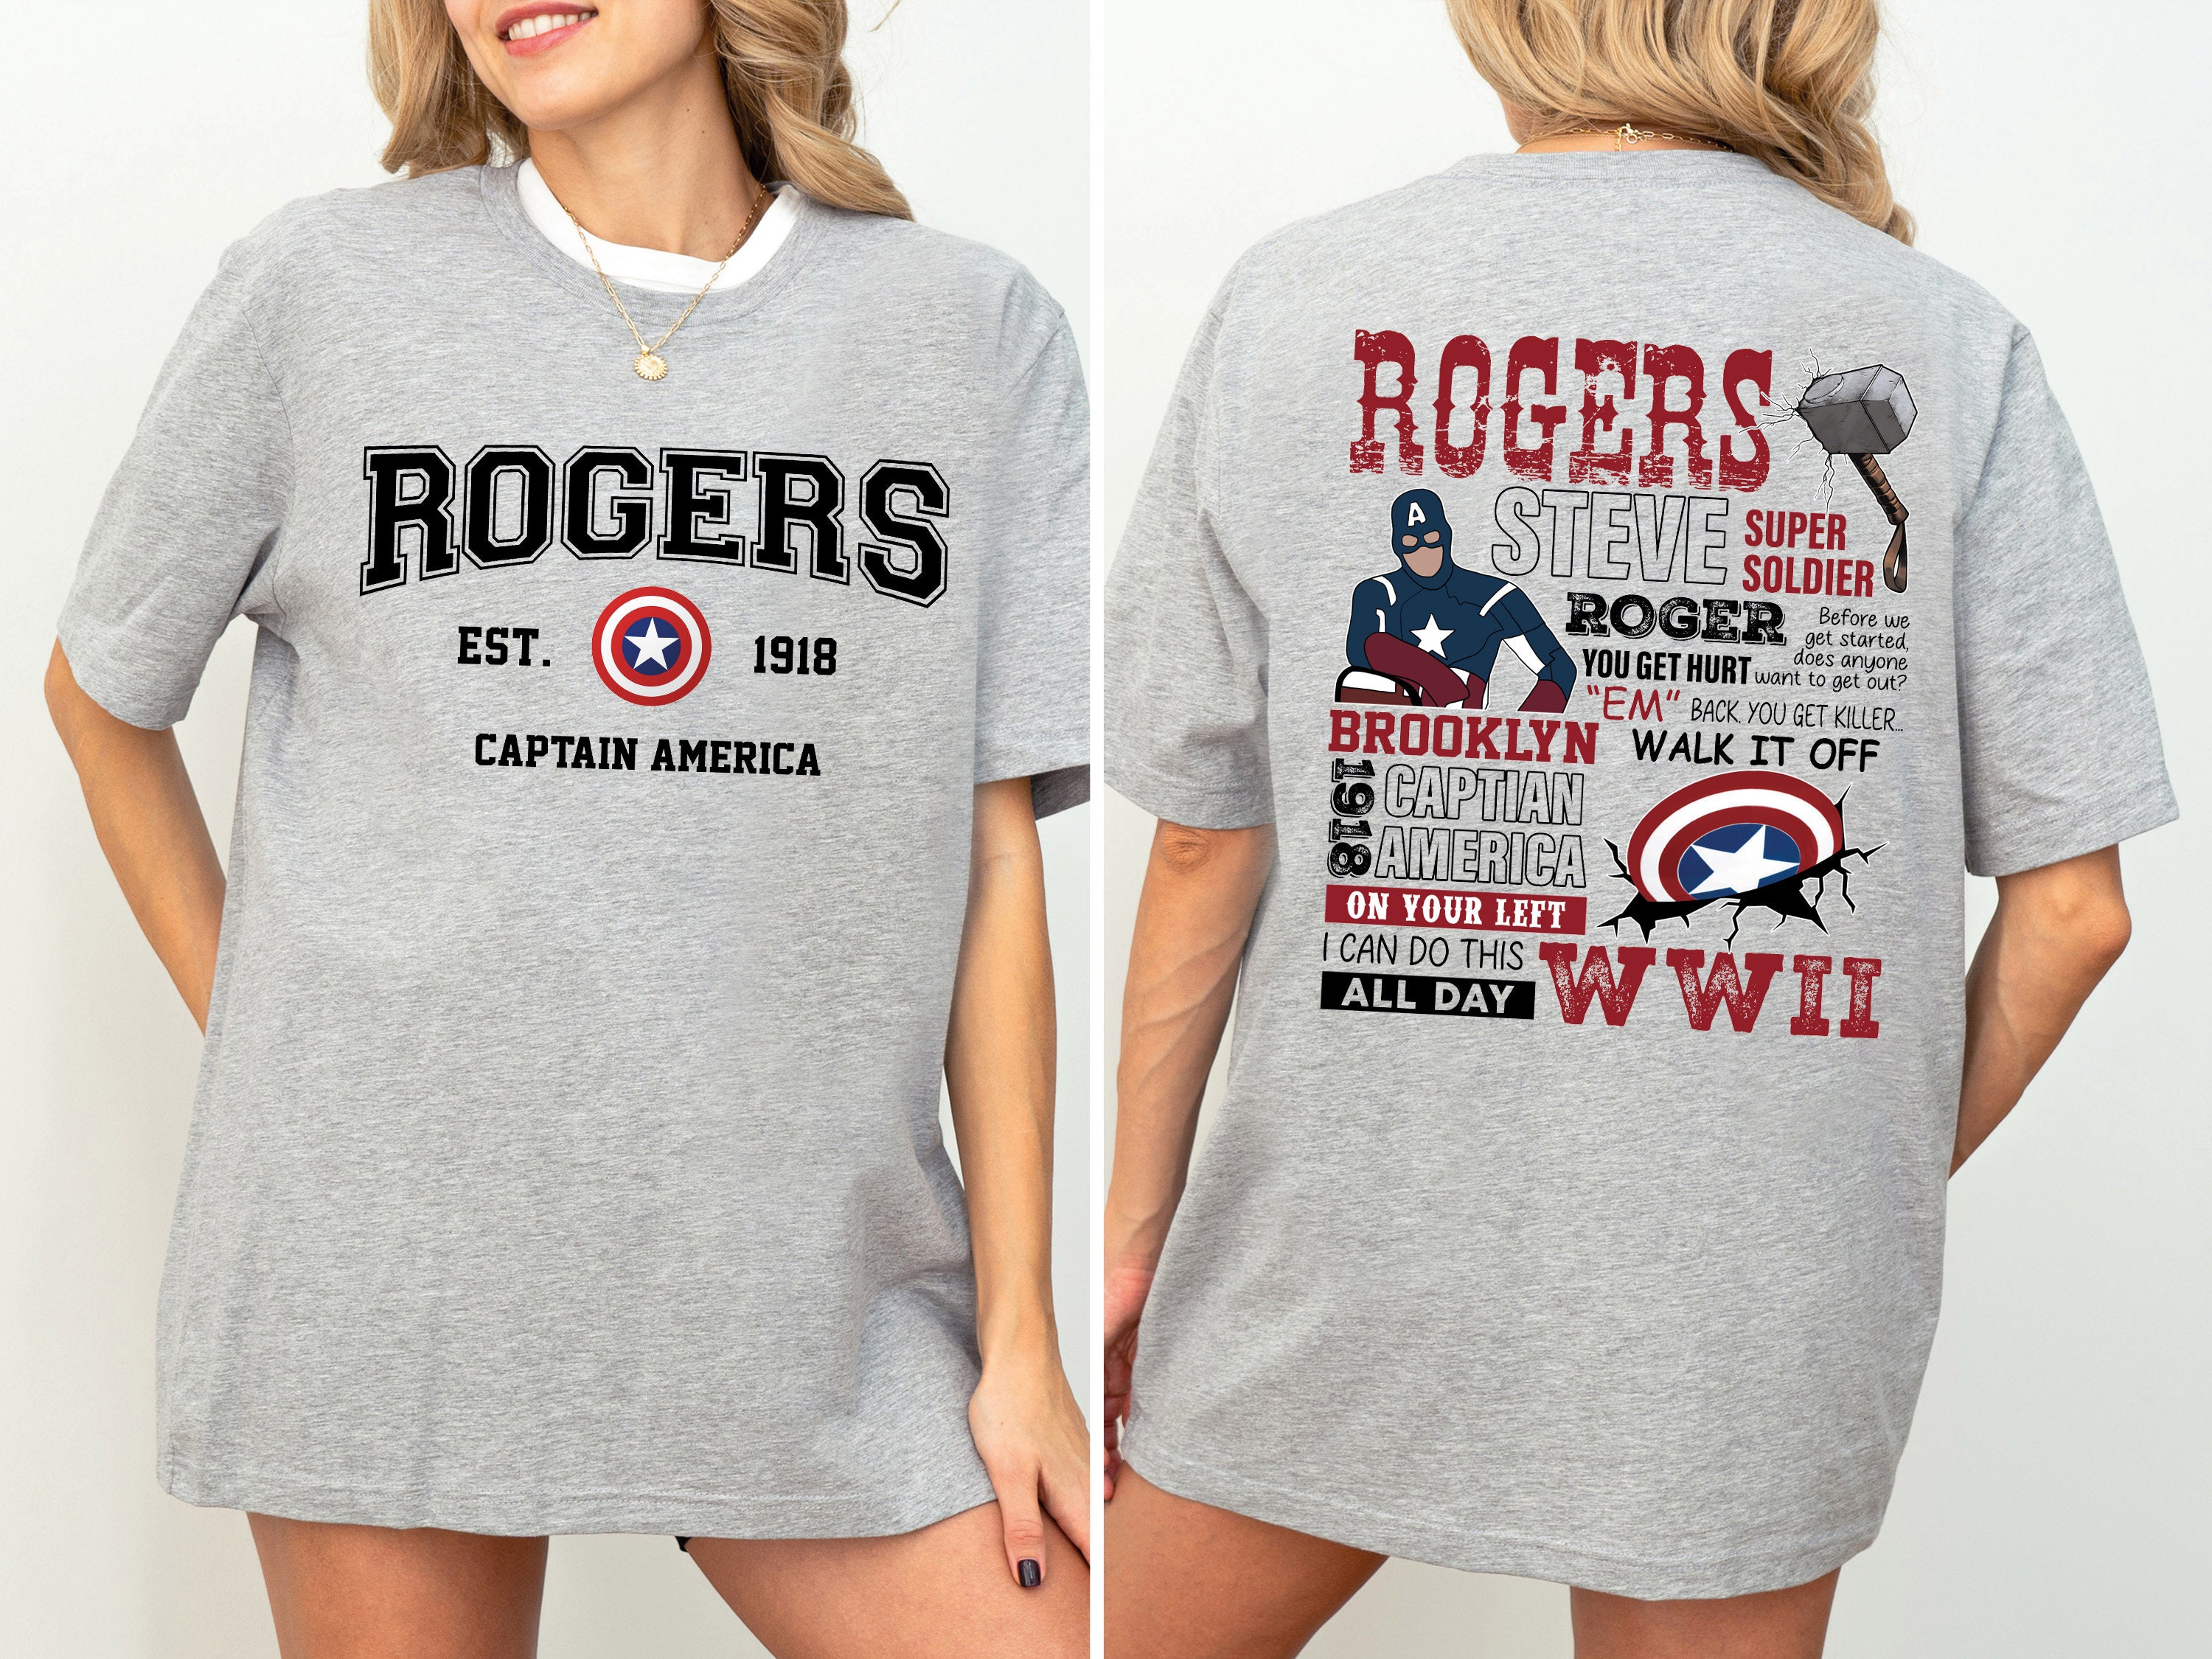 ROGERS
EST. 1918
CAPTAIN AMERICA
ROGERS
A
STEVE
SUPER
SOLDIER
ROGER
Before we
get started,
does anyone
want to get out?
YOU GET HURT
"EM" BACK. YOU GET KILLER...
WALK IT OFF
BROOKLYN
1918
CAPTIAN
AMERICA
ON YOUR LEFT
I CAN DO THIS
ALL DAY
WWII